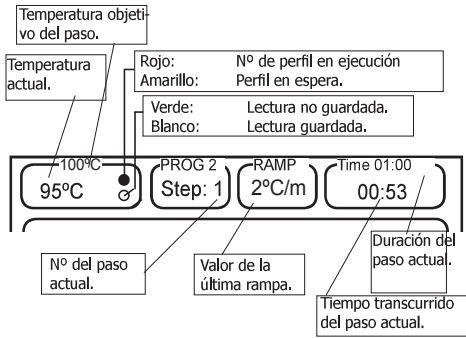 Temperatura objeti-
vo del paso.
Temperatura
actual.
Rojo: Nº de perfil en ejecución
Amarillo: Perfil en espera.
Verde: Lectura no guardada.
Blanco: Lectura guardada.
100ºC
95ºC
PROG 2
Step: 1
RAMP
2ºC/m
Time 01:00
00:53
Nº del paso
actual.
Valor de la
última rampa.
Duración del
paso actual.
Tiempo transcurrido
del paso actual.